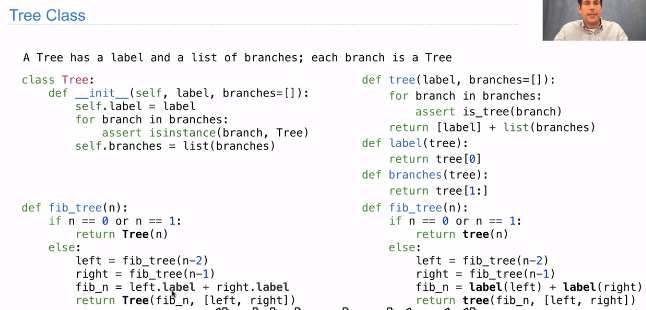 Tree Class
A Tree has a label and a list of branches; each branch is a Tree
class Tree:
    def __init__(self, label, branches=[]):
        self.label = label
        for branch in branches:
            assert isinstance(branch, Tree)
        self.branches = list(branches)
def fib_tree(n):
    if n == 0 or n == 1:
        return Tree(n)
    else:
        left = fib_tree(n-2)
        right = fib_tree(n-1)
        fib_n = left.label + right.label
        return Tree(fib_n, [left, right])
def tree(label, branches=[]):
    for branch in branches:
        assert is_tree(branch)
    return [label] + list(branches)
def label(tree):
    return tree[0]
def branches(tree):
    return tree[1:]
def fib_tree(n):
    if n == 0 or n == 1:
        return tree(n)
    else:
        left = fib_tree(n-2)
        right = fib_tree(n-1)
        fib_n = label(left) + label(right)
        return tree(fib_n, [left, right])